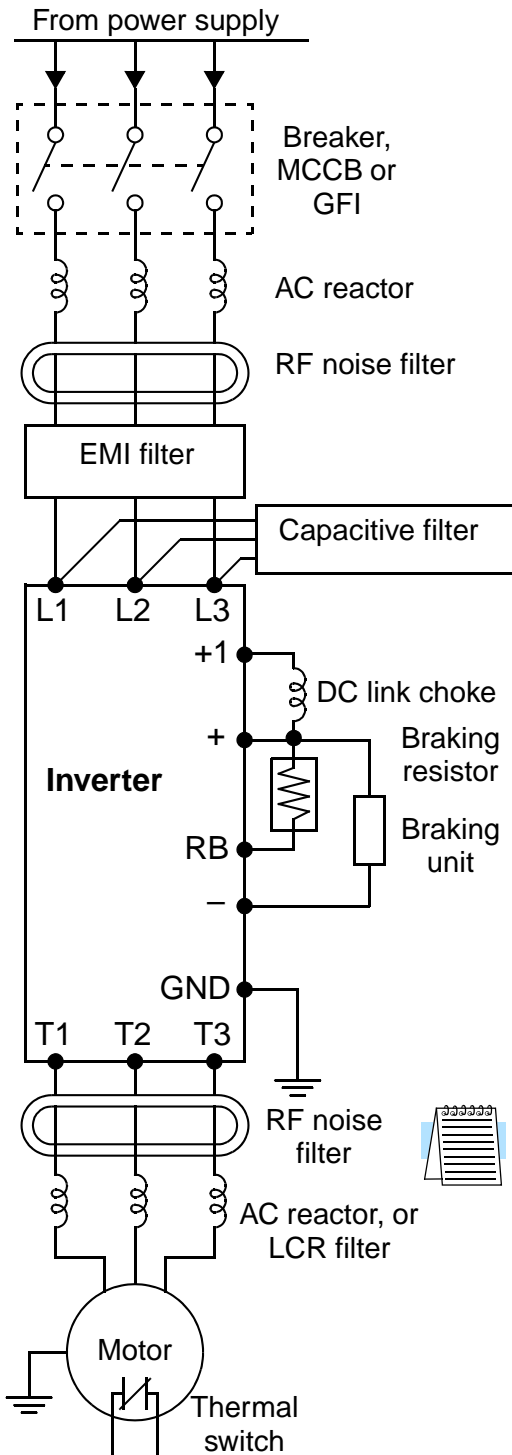 From power supply
Breaker,
MCCB or
GFI
AC reactor
RF noise filter
EMI filter
Capacitive filter
L1 L2 L3
+1
DC link choke
+
Braking
resistor
Inverter
Braking
unit
RB
–
GND
T1 T2 T3
RF noise
filter
AC reactor, or
LCR filter
Motor
Thermal
switch